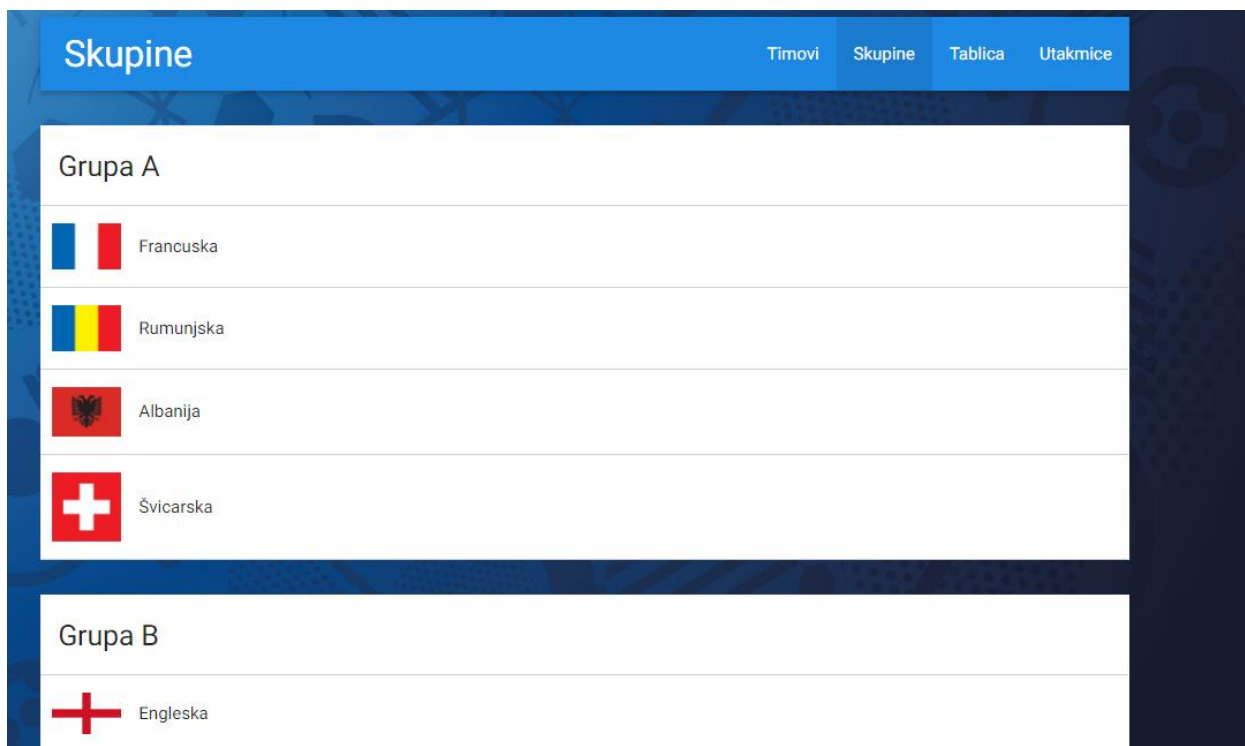 Skupine
Timovi Skupine Tablica Utakmice
Grupa A
Francuska
Rumunjska
Albanija
Švicarska
Grupa B
Engleska